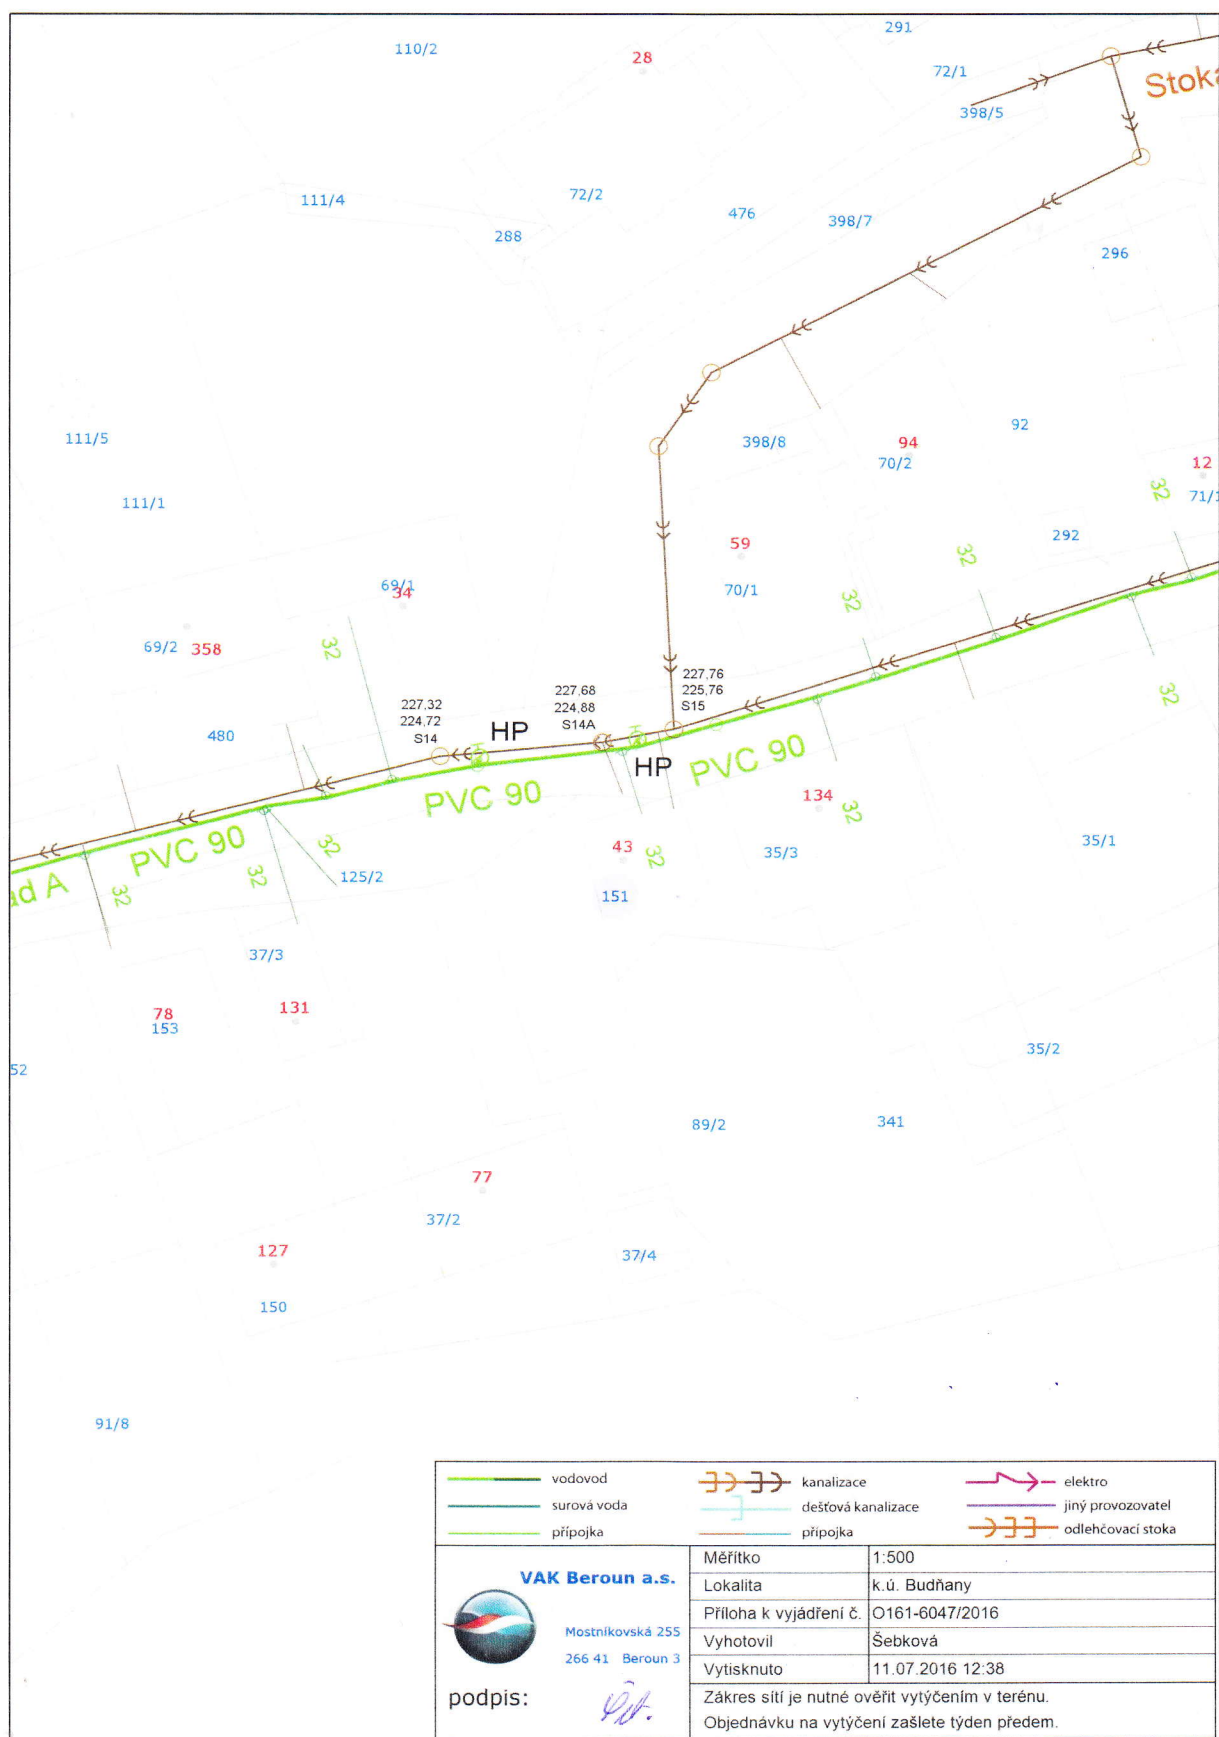 291
110/2
28
72/1
Stoka
398/5
111/4
72/2
476
398/7
288
296
111/5
398/8
94
92
70/2
12
71/1
32
111/1
292
59
32
69/1
34
70/1
32
69/2
358
32
227,76
225,76
S15
227,68
224,88
S14A
227,32
224,72
S14
32
480
HP
HP
PVC 90
PVC 90
134
32
PVC 90
32
43
32
35/3
35/1
ad A
32
32
125/2
151
37/3
78
131
153
52
35/2
89/2
341
77
37/2
127
37/4
150
91/8
vodovod
kanalizace
elektro
surová voda
dešťová kanalizace
jiný provozovatel
přípojka
přípojka
odlehčovací stoka
VAK Beroun a.s.
Mostníkovská 255
266 41 Beroun 3
podpis:
Měřítko 1:500
Lokalita k.ú. Budňany
Příloha k vyjádření č. O161-6047/2016
Vyhotovil Šebková
Vytisknuto 11.07.2016 12:38
Zákres sítí je nutné ověřit vytýčením v terénu.
Objednávku na vytýčení zašlete týden předem.